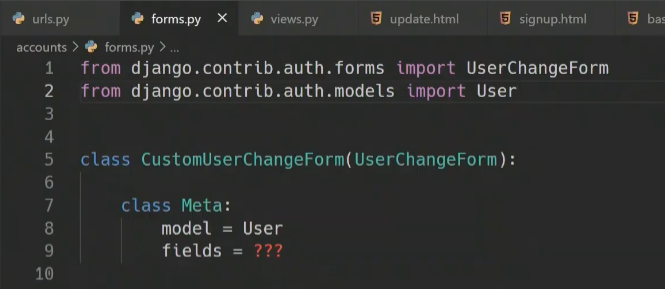 urls.py
forms.py ×
views.py
update.html
signup.html
bas
accounts > forms.py > ...
1 from django.contrib.auth.forms import UserChangeForm
2 from django.contrib.auth.models import User
3
4
5 class CustomUserChangeForm(UserChangeForm):
6
7 class Meta:
8 model = User
9 fields = ???
10